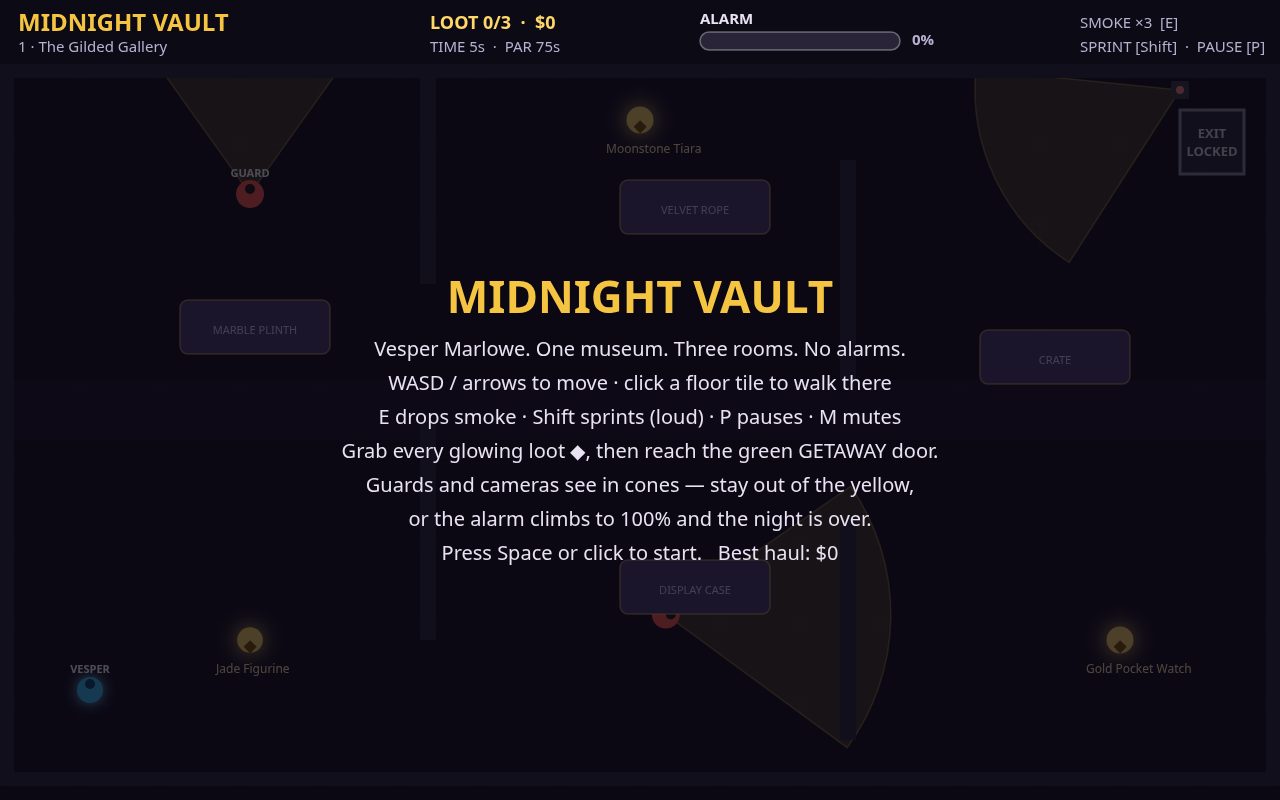 MIDNIGHT VAULT
1 · The Gilded Gallery
LOOT 0/3 · $0
TIME 5s · PAR 75s
ALARM
0%
SMOKE ×3 [E]
SPRINT [Shift] · PAUSE [P]
GUARD
Moonstone Tiara
VELVET ROPE
EXIT
LOCKED
MARBLE PLINTH
CRATE
MIDNIGHT VAULT
Vesper Marlowe. One museum. Three rooms. No alarms.
WASD / arrows to move · click a floor tile to walk there
E drops smoke · Shift sprints (loud) · P pauses · M mutes
Grab every glowing loot ◆, then reach the green GETAWAY door.
Guards and cameras see in cones — stay out of the yellow,
or the alarm climbs to 100% and the night is over.
Press Space or click to start. Best haul: $0
DISPLAY CASE
VESPER
Jade Figurine
Gold Pocket Watch